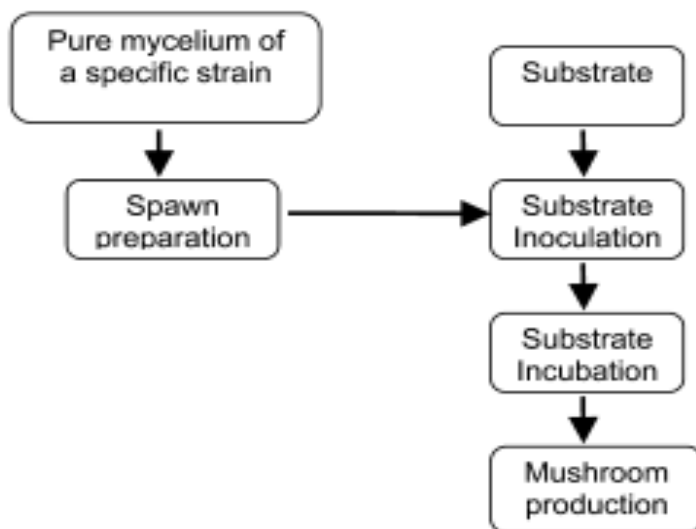 Pure mycelium of
a specific strain
Substrate
Spawn
preparation
Substrate
Inoculation
Substrate
Incubation
Mushroom
production